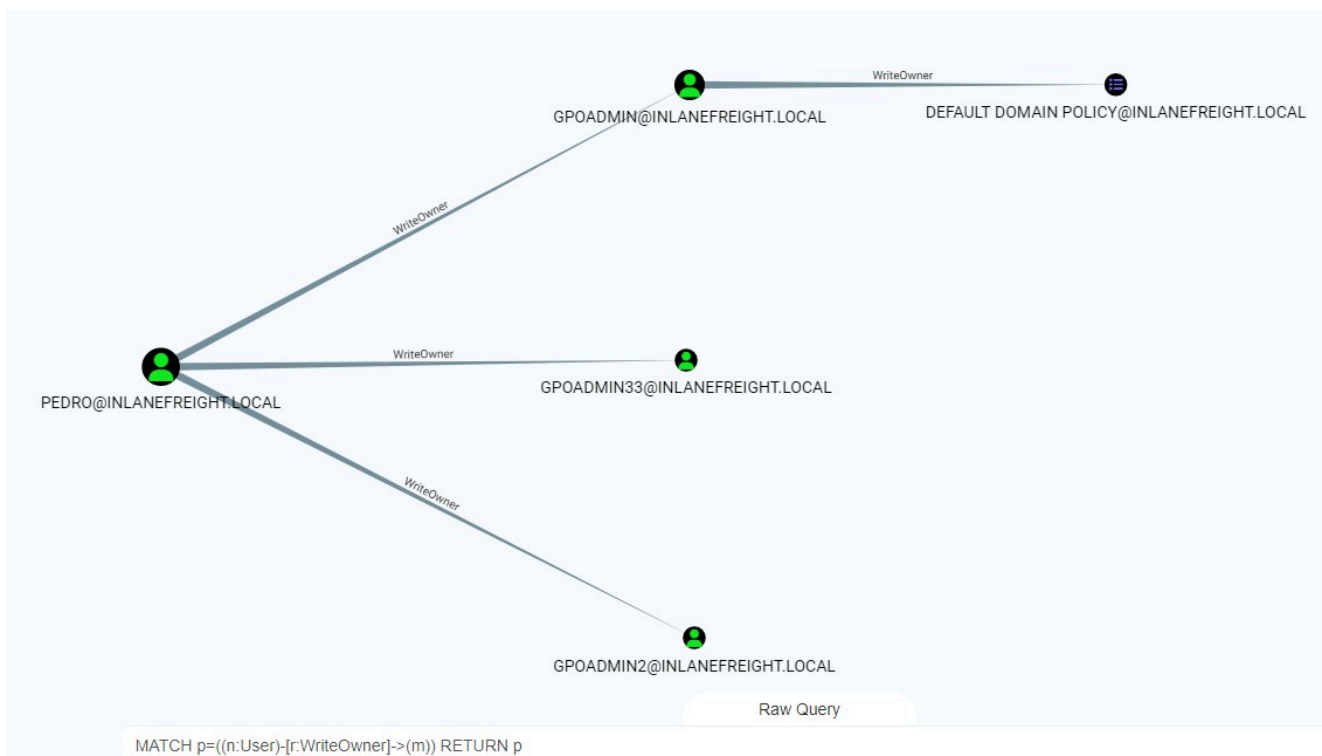 WriteOwner
GPOADMIN@INLANEFREIGHT.LOCAL
DEFAULT DOMAIN POLICY@INLANEFREIGHT.LOCAL
WriteOwner
WriteOwner
GPOADMIN33@INLANEFREIGHT.LOCAL
PEDRO@INLANEFREIGHT.LOCAL
WriteOwner
GPOADMIN2@INLANEFREIGHT.LOCAL
Raw Query
MATCH p=((n:User)-[r:WriteOwner]->(m)) RETURN p